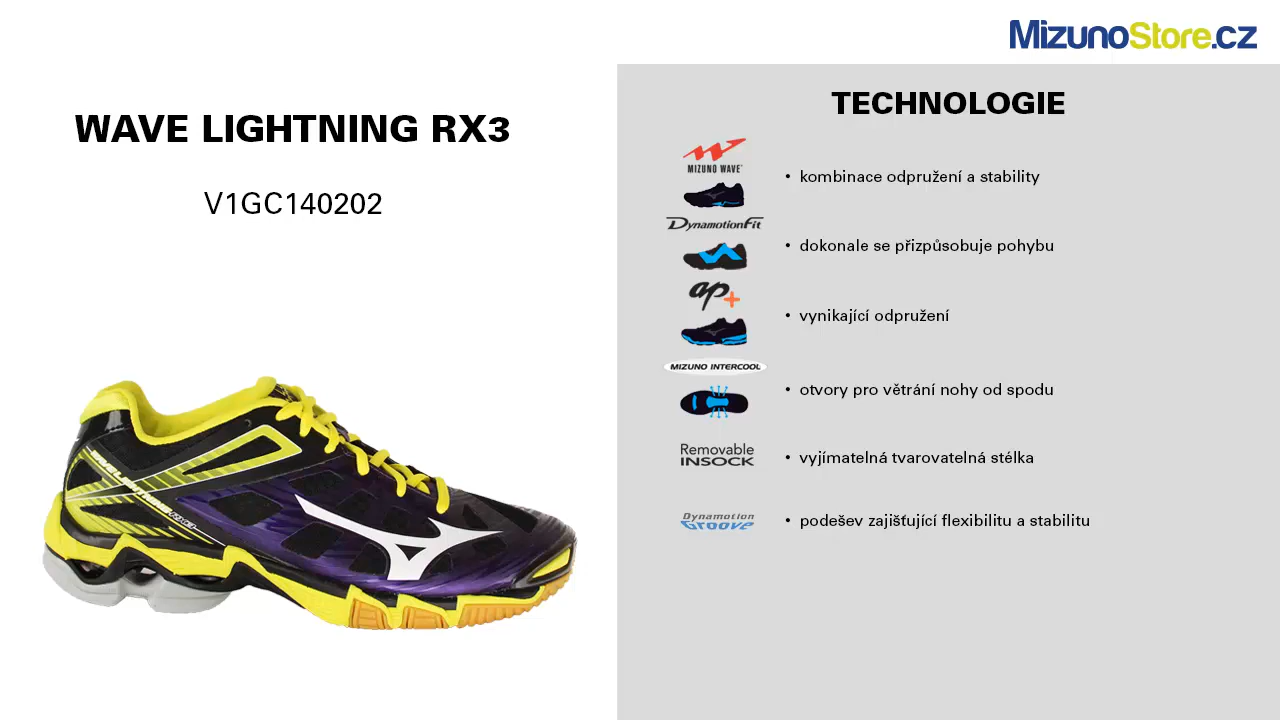 MizunoStore.cz
WAVE LIGHTNING RX3
V1GC140202
TECHNOLOGIE
MIZUNO WAVE
• kombinace odpružení a stability
DynamotionFit
• dokonale se přizpůsobuje pohybu
ap+
• vynikající odpružení
MIZUNO INTERCOOL
• otvory pro větrání nohy od spodu
Removable
INSOCK
• vyjímatelná tvarovatelná stélka
Dynamotion
Groove
• podešev zajišťující flexibilitu a stabilitu
WAVE LIGHTNING